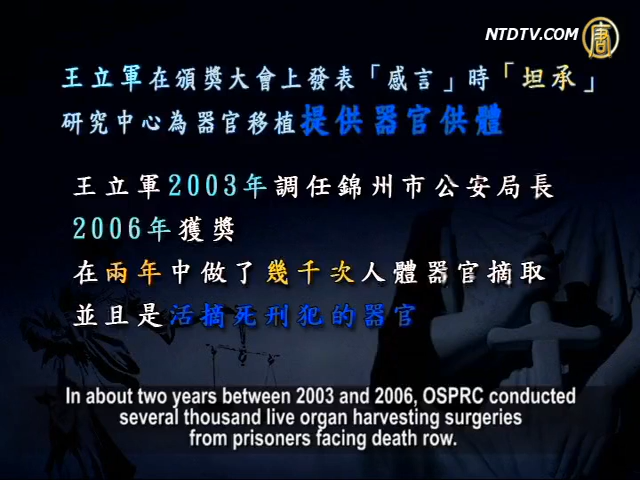 NTDTV.COM
唐
王立軍在頒獎大會上發表「感言」時「坦承」
研究中心為器官移植提供器官供體
王立軍2003年調任錦州市公安局長
2006年獲獎
在兩年中做了幾千次人體器官摘取
並且是活摘死刑犯的器官
In about two years between 2003 and 2006, OSPRC conducted
several thousand live organ harvesting surgeries
from prisoners facing death row.